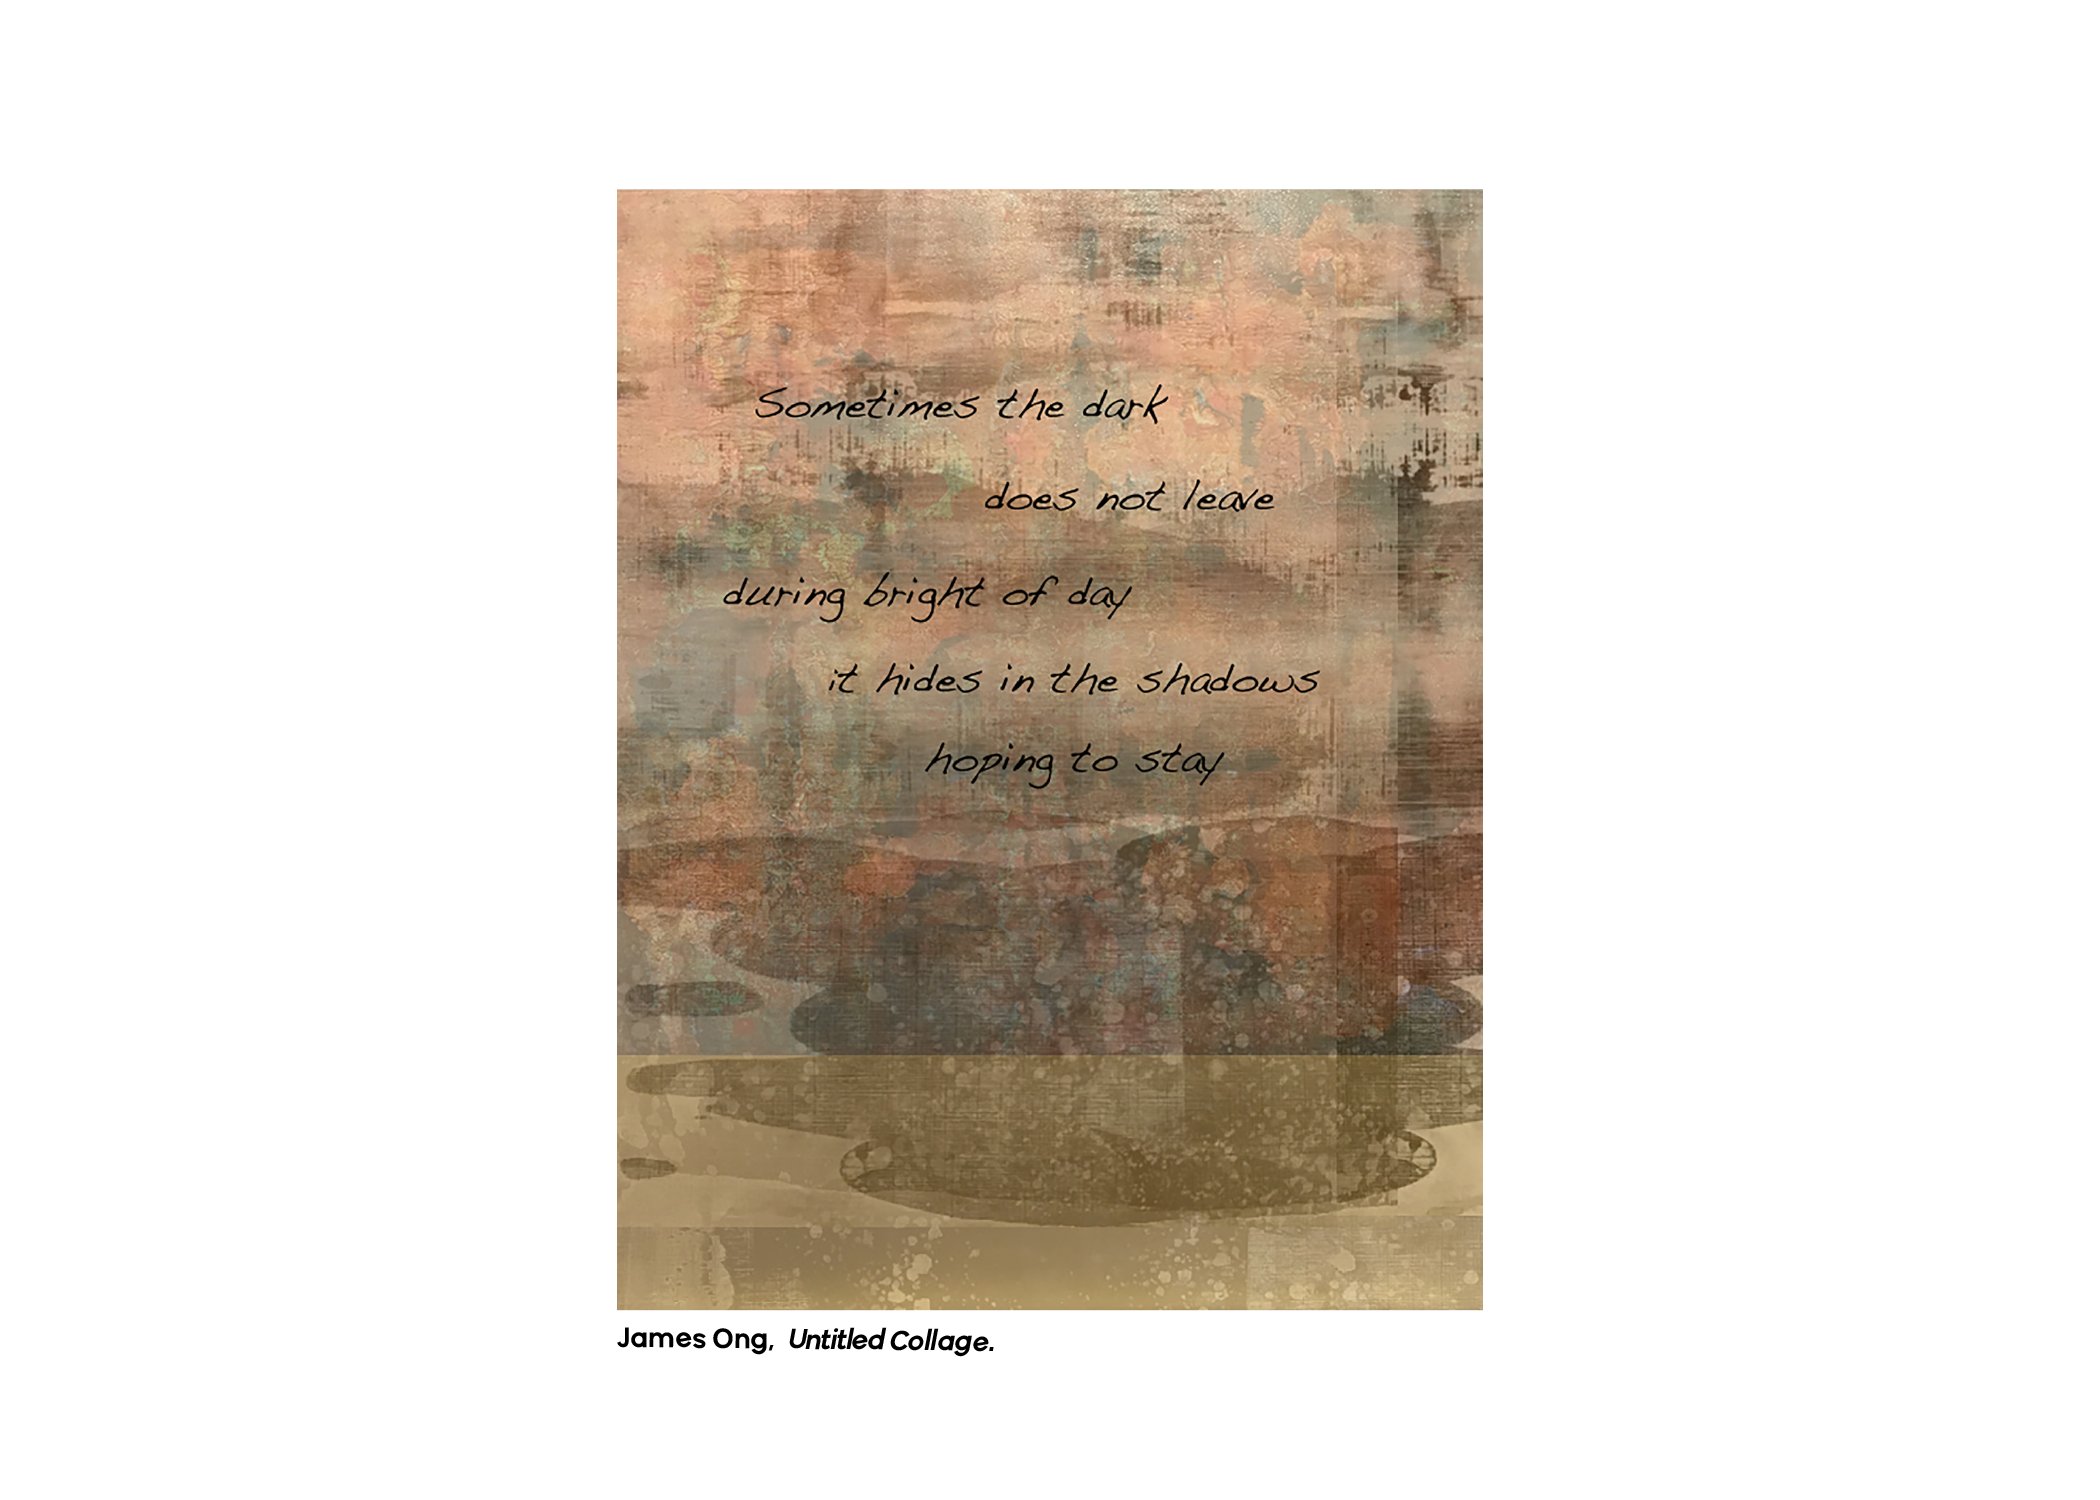 Sometimes the dark
does not leave
during bright of day
it hides in the shadows
hoping to stay
James Ong, Untitled Collage.